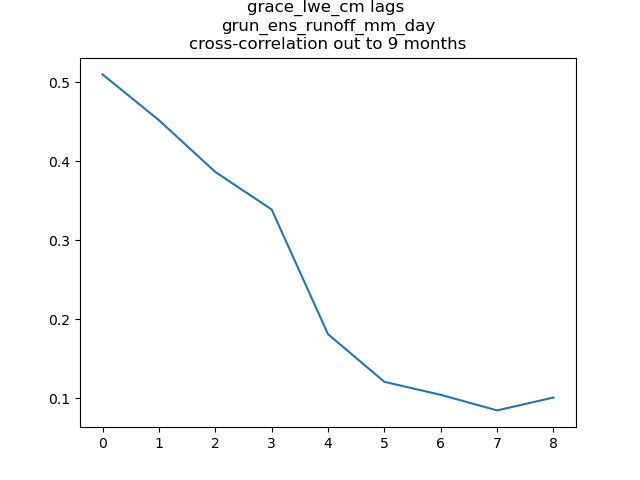 grace_lwe_cm lags
grun_ens_runoff_mm_day
cross-correlation out to 9 months
0.5
0.4
0.3
0.2
0.1
0 1 2 3 4 5 6 7 8